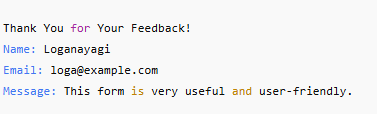 Thank You for Your Feedback!
Name: Loganayagi
Email: loga@example.com
Message: This form is very useful and user-friendly.